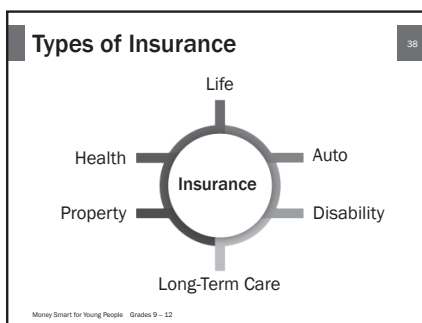 Types of Insurance
38
Life
Health
Auto
Insurance
Property
Disability
Long-Term Care
Money Smart for Young People Grades 9 – 12